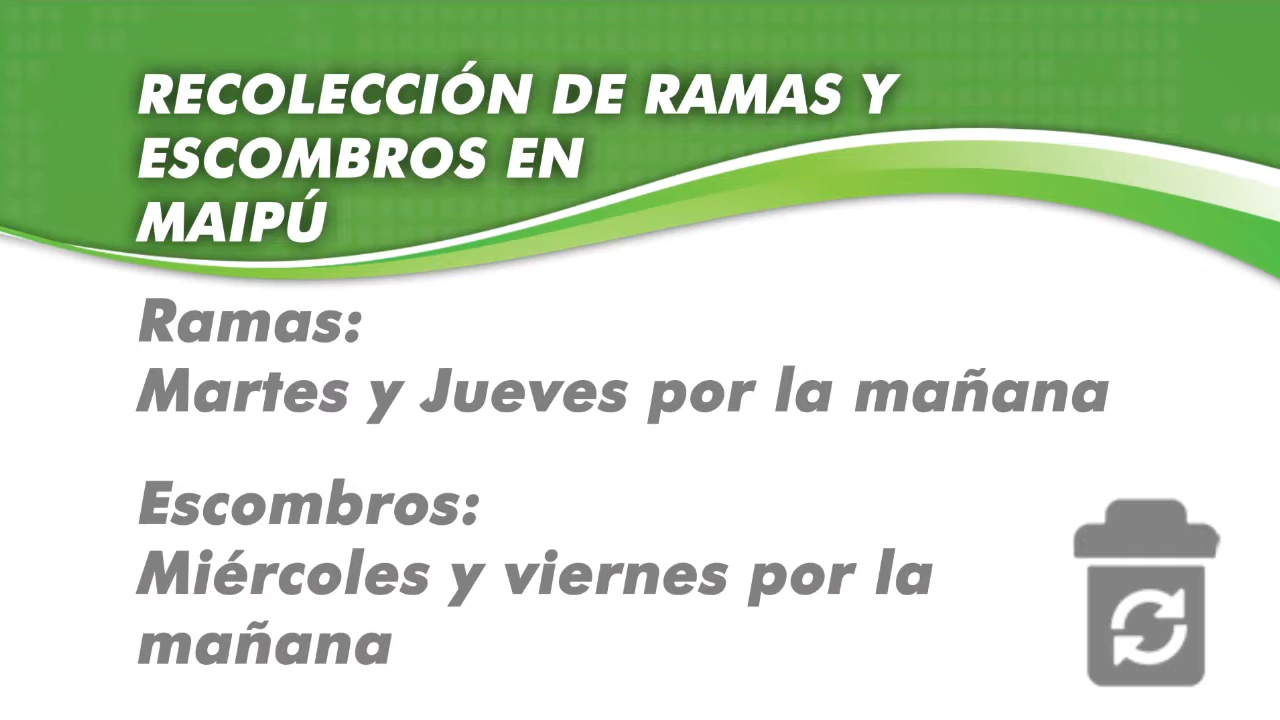 RECOLECCIÓN DE RAMAS Y
ESCOMBROS EN
MAIPÚ
Ramas:
Martes y Jueves por la mañana
Escombros:
Miércoles y viernes por la
mañana